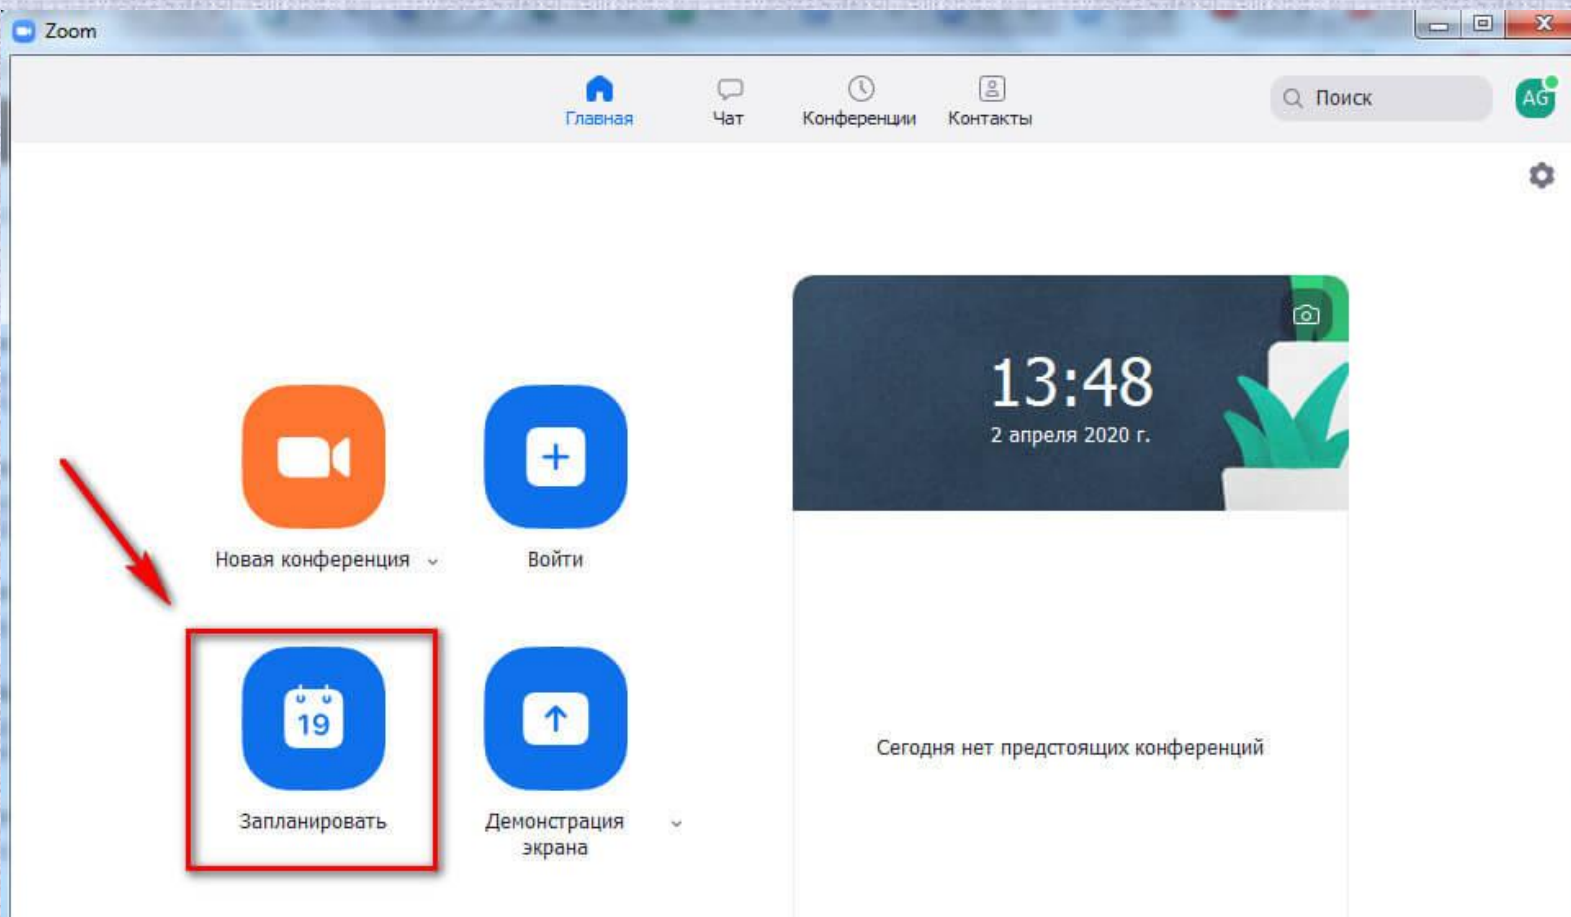 Zoom
Главная
Чат
Конференции
Контакты
Поиск
AG
13:48
2 апреля 2020 г.
Новая конференция
Войти
19
Запланировать
Демонстрация
экрана
Сегодня нет предстоящих конференций